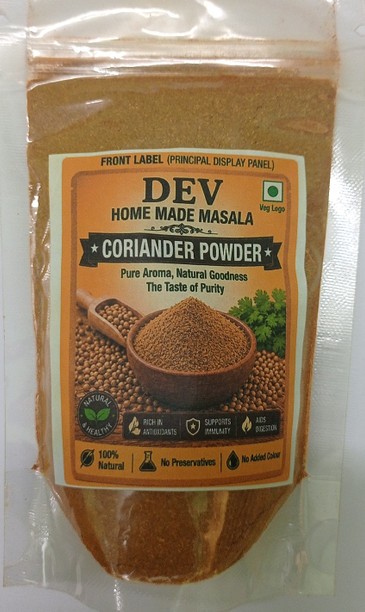 FRONT LABEL (PRINCIPAL DISPLAY PANEL)
DEV
Veg Logo
HOME MADE MASALA
CORIANDER POWDER
Pure Aroma, Natural Goodness
The Taste of Purity
NATURAL & HEALTHY
RICH IN
ANTIOXIDANTS
SUPPORTS
IMMUNITY
AIDS
DIGESTION
100%
Natural
No Preservatives
No Added Colour